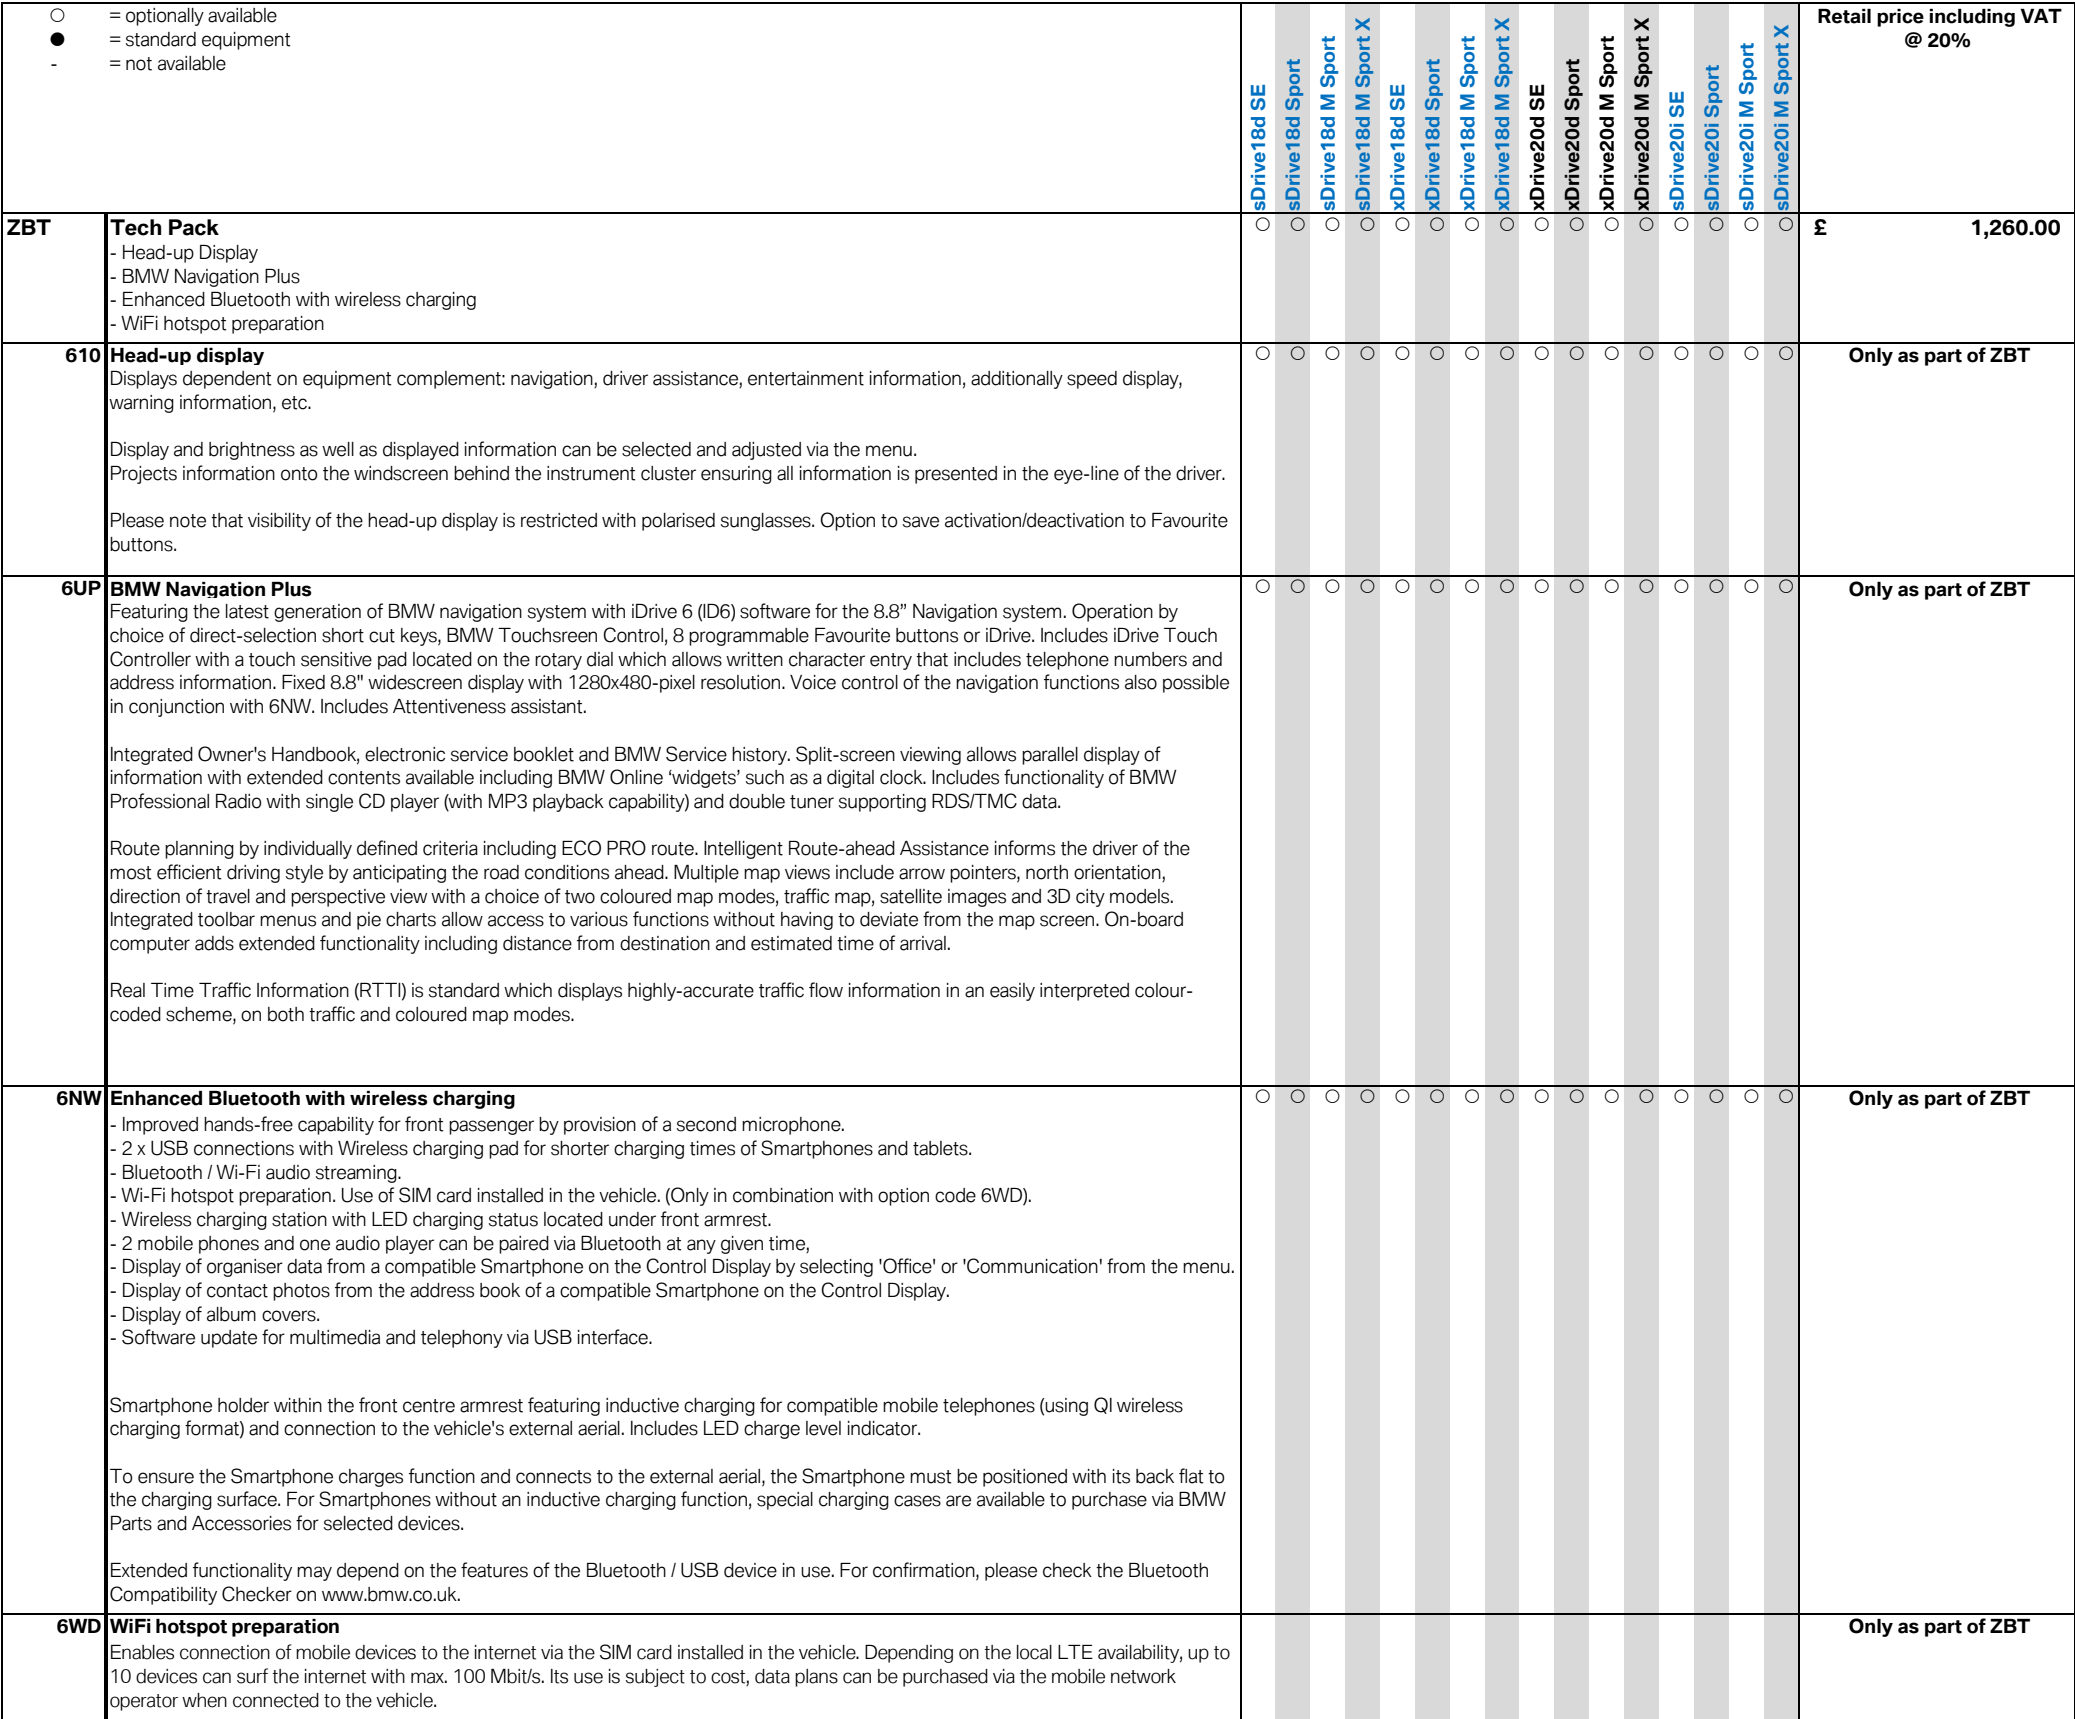 ○ = optionally available
● = standard equipment
- = not available
sDrive18d SE
sDrive18d Sport
sDrive18d M Sport
sDrive18d M Sport X
xDrive18d SE
xDrive18d Sport
xDrive18d M Sport
xDrive18d M Sport X
xDrive20d SE
xDrive20d Sport
xDrive20d M Sport
xDrive20d M Sport X
sDrive20i SE
sDrive20i Sport
sDrive20i M Sport
sDrive20i M Sport X
Retail price including VAT
@ 20%
ZBT Tech Pack ○ ○ ○ ○ ○ ○ ○ ○ ○ ○ ○ ○ ○ ○ ○ ○ £ 1,260.00
- Head-up Display
- BMW Navigation Plus
- Enhanced Bluetooth with wireless charging
- WiFi hotspot preparation
610 Head-up display ○ ○ ○ ○ ○ ○ ○ ○ ○ ○ ○ ○ ○ ○ ○ ○ Only as part of ZBT
Displays dependent on equipment complement: navigation, driver assistance, entertainment information, additionally speed display,
warning information, etc.
Display and brightness as well as displayed information can be selected and adjusted via the menu.
Projects information onto the windscreen behind the instrument cluster ensuring all information is presented in the eye-line of the driver.
Please note that visibility of the head-up display is restricted with polarised sunglasses. Option to save activation/deactivation to Favourite
buttons.
6UP BMW Navigation Plus ○ ○ ○ ○ ○ ○ ○ ○ ○ ○ ○ ○ ○ ○ ○ ○ Only as part of ZBT
Featuring the latest generation of BMW navigation system with iDrive 6 (ID6) software for the 8.8” Navigation system. Operation by
choice of direct-selection short cut keys, BMW Touchsreen Control, 8 programmable Favourite buttons or iDrive. Includes iDrive Touch
Controller with a touch sensitive pad located on the rotary dial which allows written character entry that includes telephone numbers and
address information. Fixed 8.8" widescreen display with 1280x480-pixel resolution. Voice control of the navigation functions also possible
in conjunction with 6NW. Includes Attentiveness assistant.
Integrated Owner's Handbook, electronic service booklet and BMW Service history. Split-screen viewing allows parallel display of
information with extended contents available including BMW Online ‘widgets’ such as a digital clock. Includes functionality of BMW
Professional Radio with single CD player (with MP3 playback capability) and double tuner supporting RDS/TMC data.
Route planning by individually defined criteria including ECO PRO route. Intelligent Route-ahead Assistance informs the driver of the
most efficient driving style by anticipating the road conditions ahead. Multiple map views include arrow pointers, north orientation,
direction of travel and perspective view with a choice of two coloured map modes, traffic map, satellite images and 3D city models.
Integrated toolbar menus and pie charts allow access to various functions without having to deviate from the map screen. On-board
computer adds extended functionality including distance from destination and estimated time of arrival.
Real Time Traffic Information (RTTI) is standard which displays highly-accurate traffic flow information in an easily interpreted colour-
coded scheme, on both traffic and coloured map modes.
6NW Enhanced Bluetooth with wireless charging ○ ○ ○ ○ ○ ○ ○ ○ ○ ○ ○ ○ ○ ○ ○ ○ Only as part of ZBT
- Improved hands-free capability for front passenger by provision of a second microphone.
- 2 x USB connections with Wireless charging pad for shorter charging times of Smartphones and tablets.
- Bluetooth / Wi-Fi audio streaming.
- Wi-Fi hotspot preparation. Use of SIM card installed in the vehicle. (Only in combination with option code 6WD).
- Wireless charging station with LED charging status located under front armrest.
- 2 mobile phones and one audio player can be paired via Bluetooth at any given time,
- Display of organiser data from a compatible Smartphone on the Control Display by selecting 'Office' or 'Communication' from the menu.
- Display of contact photos from the address book of a compatible Smartphone on the Control Display.
- Display of album covers.
- Software update for multimedia and telephony via USB interface.
Smartphone holder within the front centre armrest featuring inductive charging for compatible mobile telephones (using QI wireless
charging format) and connection to the vehicle's external aerial. Includes LED charge level indicator.
To ensure the Smartphone charges function and connects to the external aerial, the Smartphone must be positioned with its back flat to
the charging surface. For Smartphones without an inductive charging function, special charging cases are available to purchase via BMW
Parts and Accessories for selected devices.
Extended functionality may depend on the features of the Bluetooth / USB device in use. For confirmation, please check the Bluetooth
Compatibility Checker on www.bmw.co.uk.
6WD WiFi hotspot preparation Only as part of ZBT
Enables connection of mobile devices to the internet via the SIM card installed in the vehicle. Depending on the local LTE availability, up to
10 devices can surf the internet with max. 100 Mbit/s. Its use is subject to cost, data plans can be purchased via the mobile network
operator when connected to the vehicle.